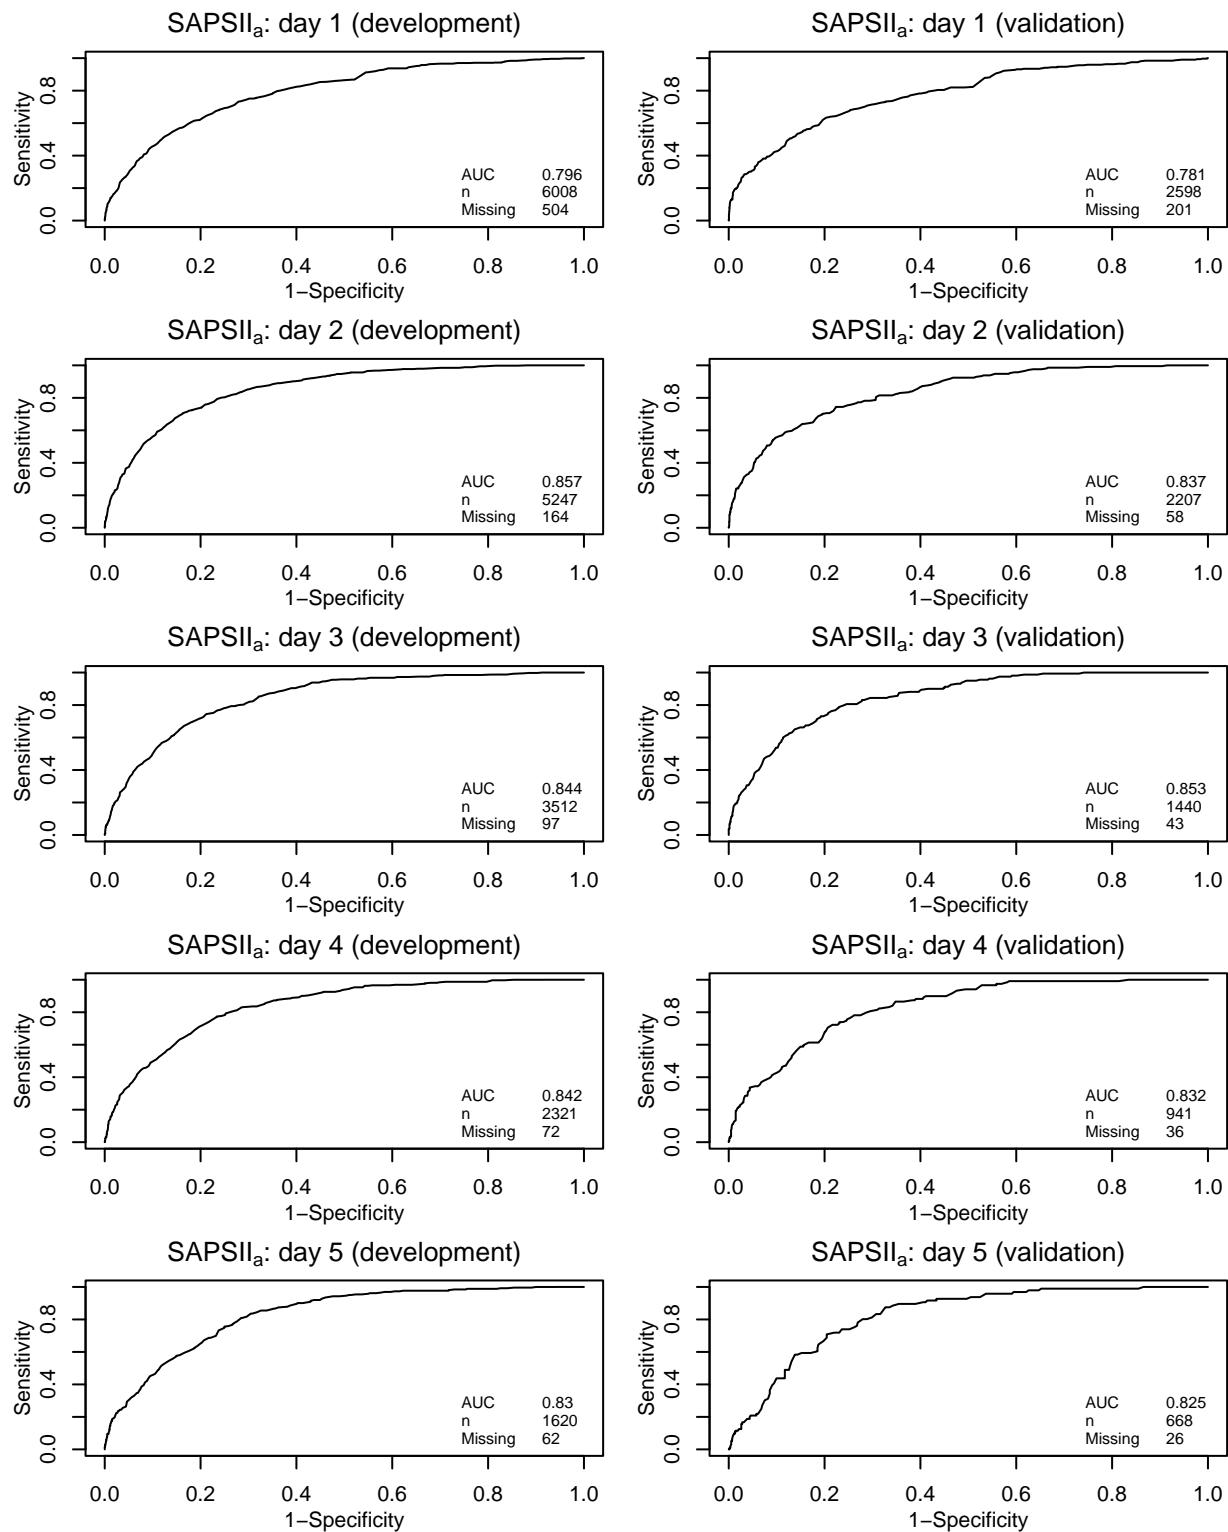 SAPSIIₐ: day 1 (development)
Sensitivity
0.0 0.4 0.8
AUC 0.796
n 6008
Missing 504
0.0 0.2 0.4 0.6 0.8 1.0
1−Specificity
SAPSIIₐ: day 1 (validation)
Sensitivity
0.0 0.4 0.8
AUC 0.781
n 2598
Missing 201
0.0 0.2 0.4 0.6 0.8 1.0
1−Specificity
SAPSIIₐ: day 2 (development)
Sensitivity
0.0 0.4 0.8
AUC 0.857
n 5247
Missing 164
0.0 0.2 0.4 0.6 0.8 1.0
1−Specificity
SAPSIIₐ: day 2 (validation)
Sensitivity
0.0 0.4 0.8
AUC 0.837
n 2207
Missing 58
0.0 0.2 0.4 0.6 0.8 1.0
1−Specificity
SAPSIIₐ: day 3 (development)
Sensitivity
0.0 0.4 0.8
AUC 0.844
n 3512
Missing 97
0.0 0.2 0.4 0.6 0.8 1.0
1−Specificity
SAPSIIₐ: day 3 (validation)
Sensitivity
0.0 0.4 0.8
AUC 0.853
n 1440
Missing 43
0.0 0.2 0.4 0.6 0.8 1.0
1−Specificity
SAPSIIₐ: day 4 (development)
Sensitivity
0.0 0.4 0.8
AUC 0.842
n 2321
Missing 72
0.0 0.2 0.4 0.6 0.8 1.0
1−Specificity
SAPSIIₐ: day 4 (validation)
Sensitivity
0.0 0.4 0.8
AUC 0.832
n 941
Missing 36
0.0 0.2 0.4 0.6 0.8 1.0
1−Specificity
SAPSIIₐ: day 5 (development)
Sensitivity
0.0 0.4 0.8
AUC 0.83
n 1620
Missing 62
0.0 0.2 0.4 0.6 0.8 1.0
1−Specificity
SAPSIIₐ: day 5 (validation)
Sensitivity
0.0 0.4 0.8
AUC 0.825
n 668
Missing 26
0.0 0.2 0.4 0.6 0.8 1.0
1−Specificity